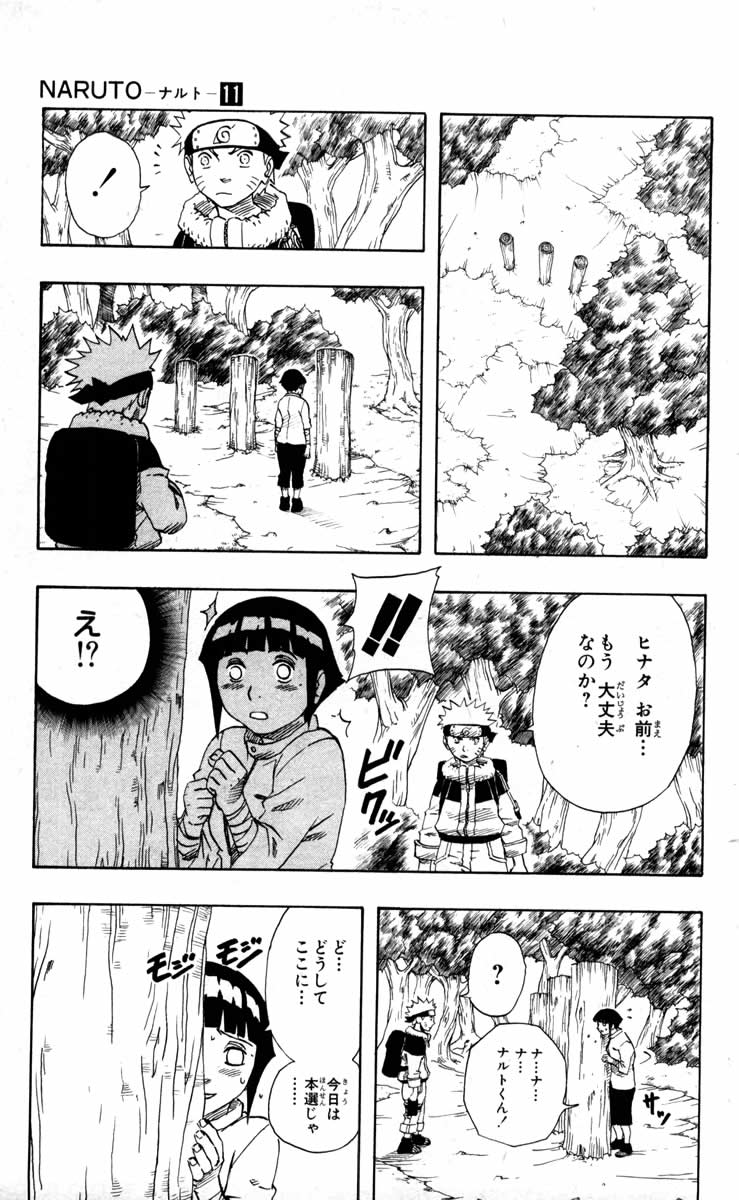 NARUTO―ナルト― 11
!
ヒナタ お前…
もう 大丈夫
なのか?
!!
ビクッ
え!?
?
ナ…ナ…
ナ…
ナルトくん!
サッ
ど…
どうして
ここに…
今日は
本選じゃ
……
モジ
モジ